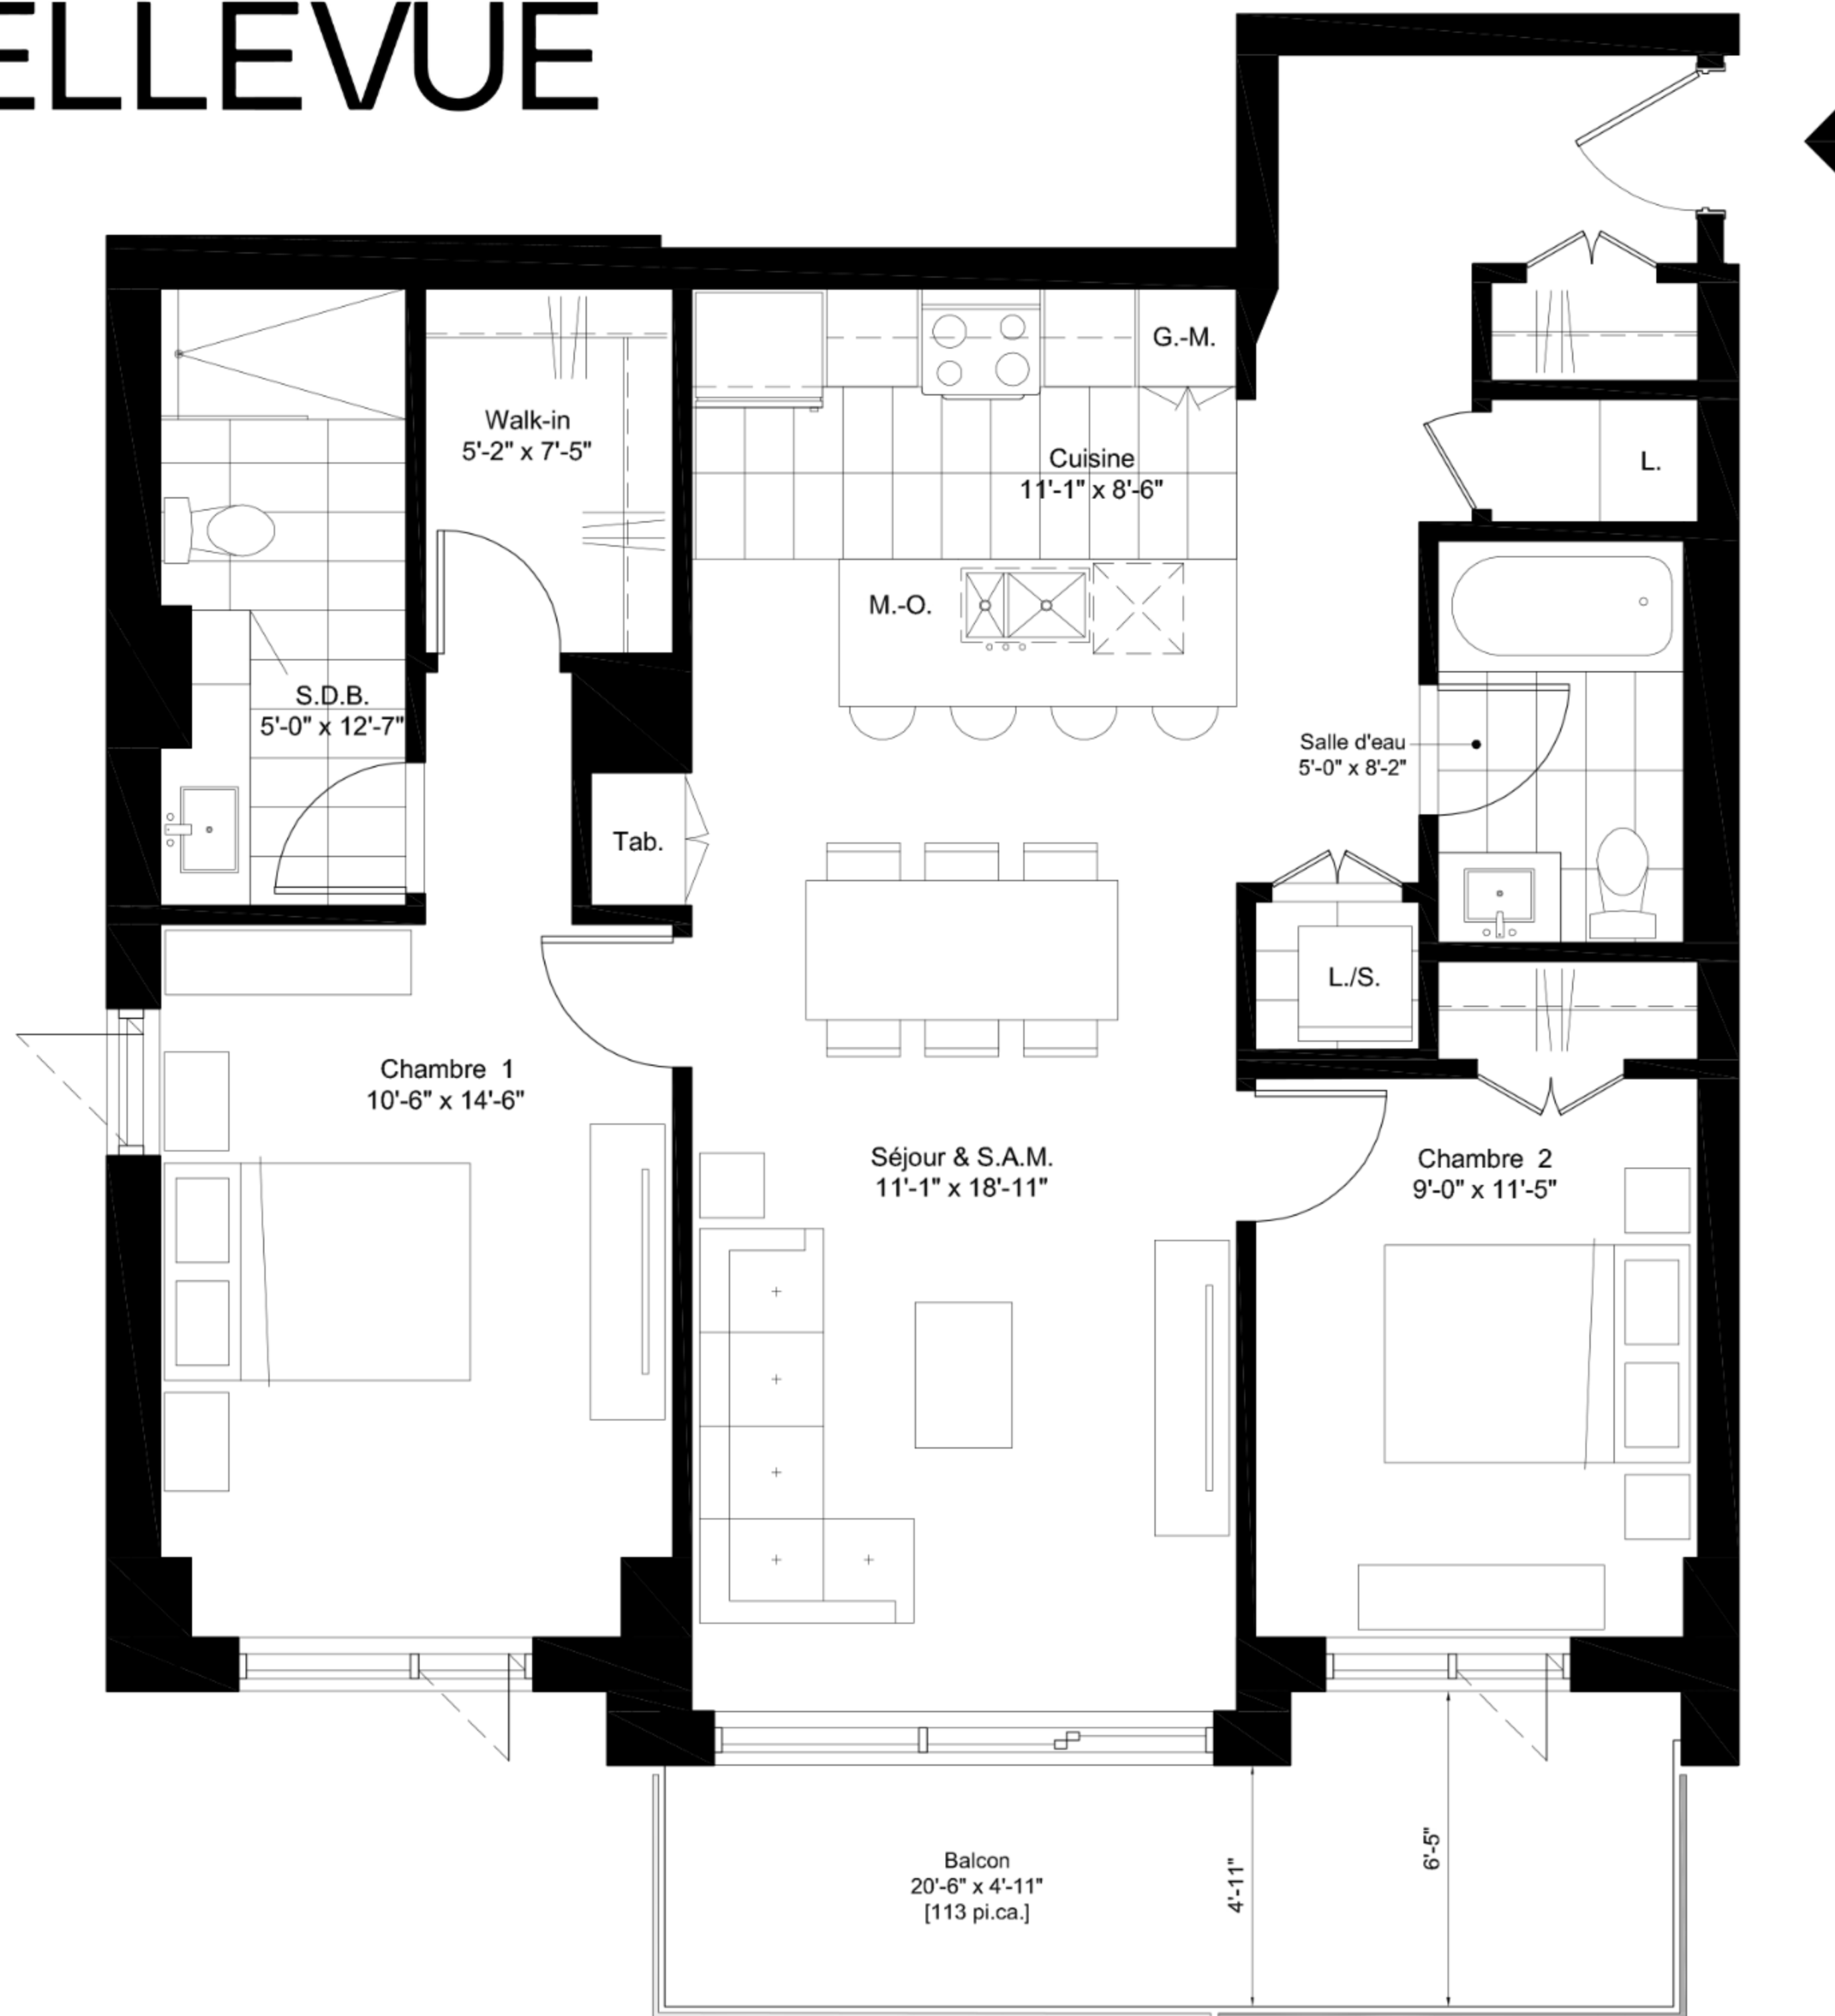 ELLEVUE
G.-M.
Walk-in
5'-2" x 7'-5"
Cuisine
11'-1" x 8'-6"
L.
M.-O.
S.D.B.
5'-0" x 12'-7"
Salle d'eau
5'-0" x 8'-2"
Tab.
L./S.
Chambre 1
10'-6" x 14'-6"
Séjour & S.A.M.
11'-1" x 18'-11"
Chambre 2
9'-0" x 11'-5"
Balcon
20'-6" x 4'-11"
[113 pi.ca.]
4'-11"
6'-5"